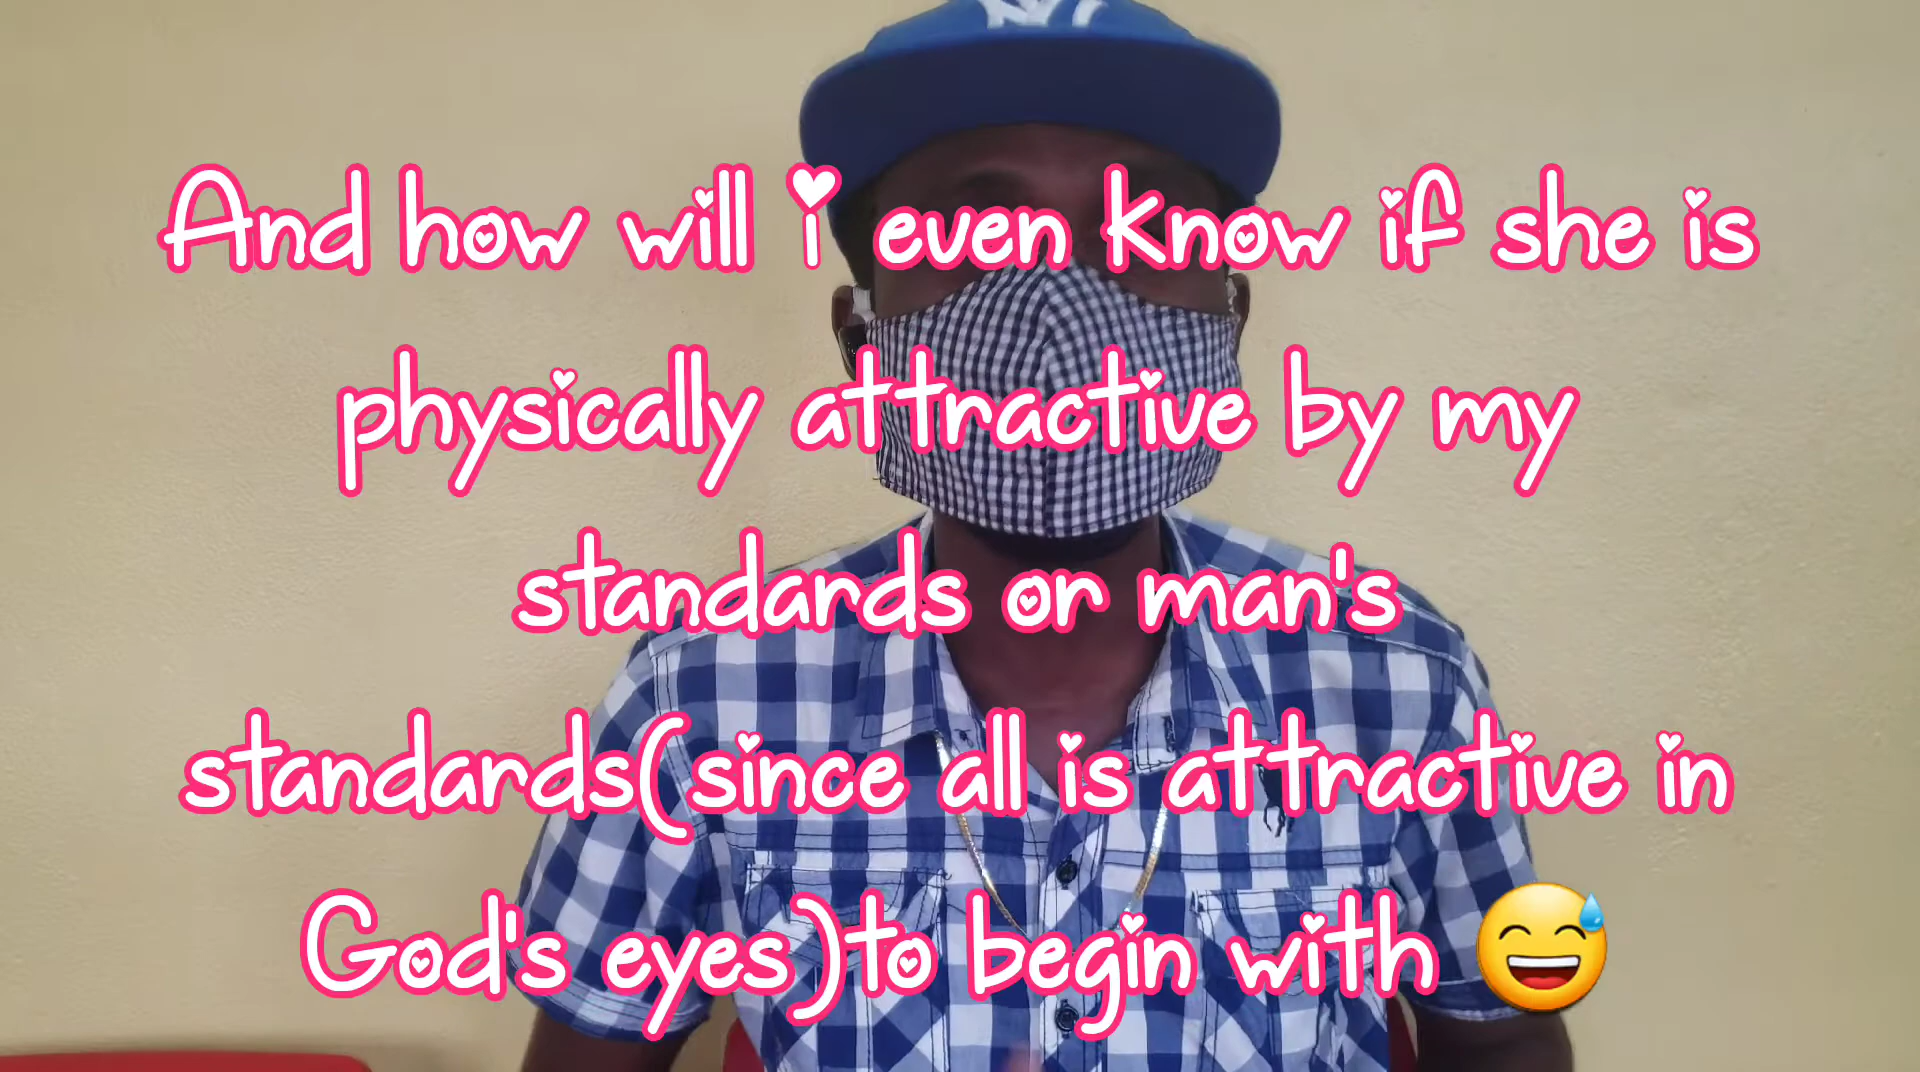 NY
And how will i even know if she is
physically attractive by my
standards or man's
standards(since all is attractive in
God's eyes)to begin with 😅